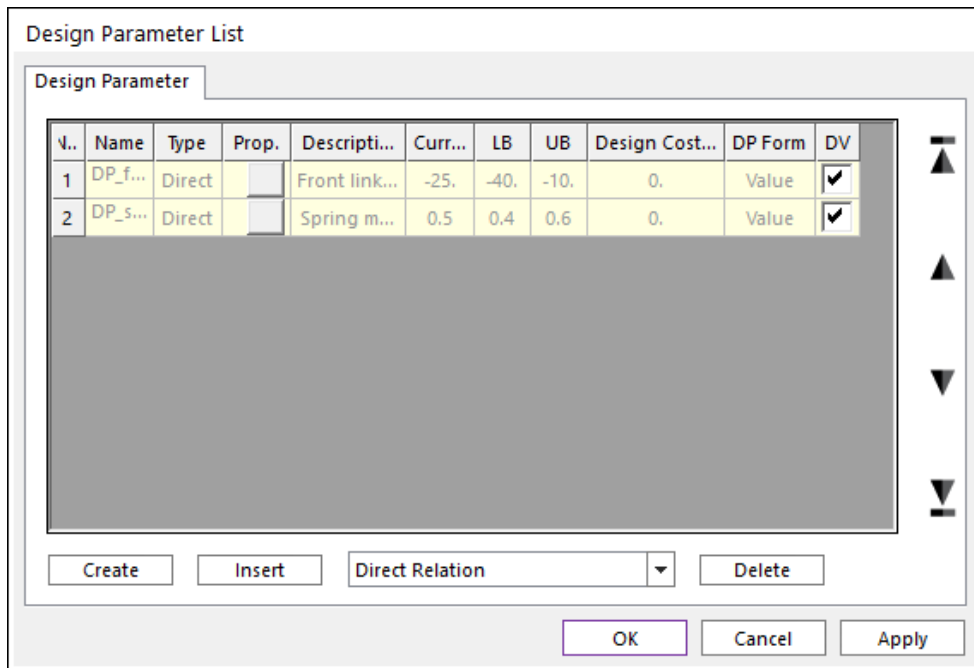 Design Parameter List
Design Parameter
N.. Name Type Prop. Descripti... Curr... LB UB Design Cost... DP Form DV
1 DP_f... Direct Front link... -25. -40. -10. 0. Value
2 DP_s... Direct Spring m... 0.5 0.4 0.6 0. Value
Create Insert Direct Relation Delete
OK Cancel Apply